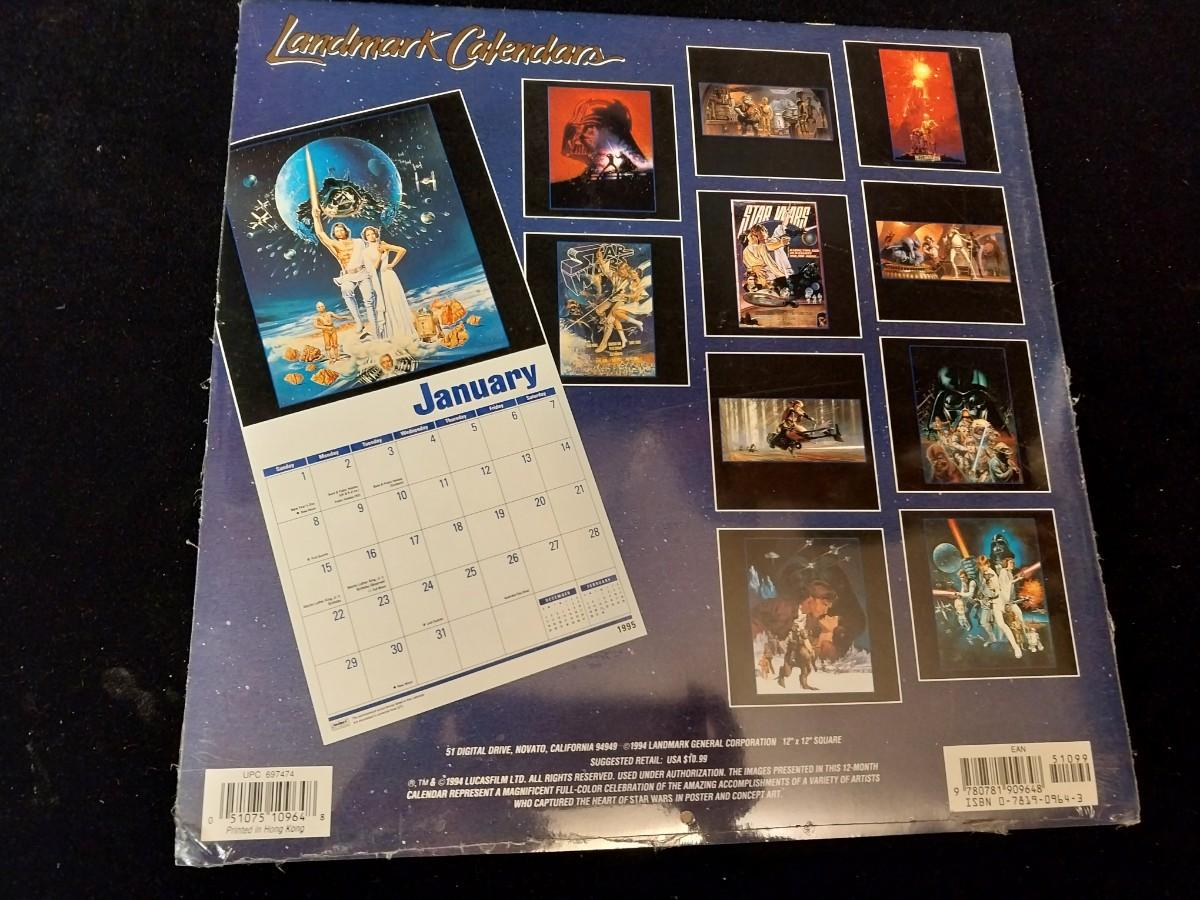 Landmark Calendars
STAR WARS
STAR
January
Sunday Monday Tuesday Wednesday Thursday Friday Saturday
1 2 3 4 5 6 7
8 9 10 11 12 13 14
15 16 17 18 19 20 21
22 23 24 25 26 27 28
29 30 31
DECEMBER FEBRUARY
1995
51 DIGITAL DRIVE, NOVATO, CALIFORNIA 94949 ©1994 LANDMARK GENERAL CORPORATION 12" x 12" SQUARE
SUGGESTED RETAIL: USA $10.99
®,TM & ©1994 LUCASFILM LTD. ALL RIGHTS RESERVED. USED UNDER AUTHORIZATION. THE IMAGES PRESENTED IN THIS 12-MONTH
CALENDAR REPRESENT A MAGNIFICENT FULL-COLOR CELEBRATION OF THE AMAZING ACCOMPLISHMENTS OF A VARIETY OF ARTISTS
WHO CAPTURED THE HEART OF STAR WARS IN POSTER AND CONCEPT ART.
UPC 697474
0 51075 10964 8
Printed in Hong Kong
EAN
51099
9 780781 909648
ISBN 0-7819-0964-3